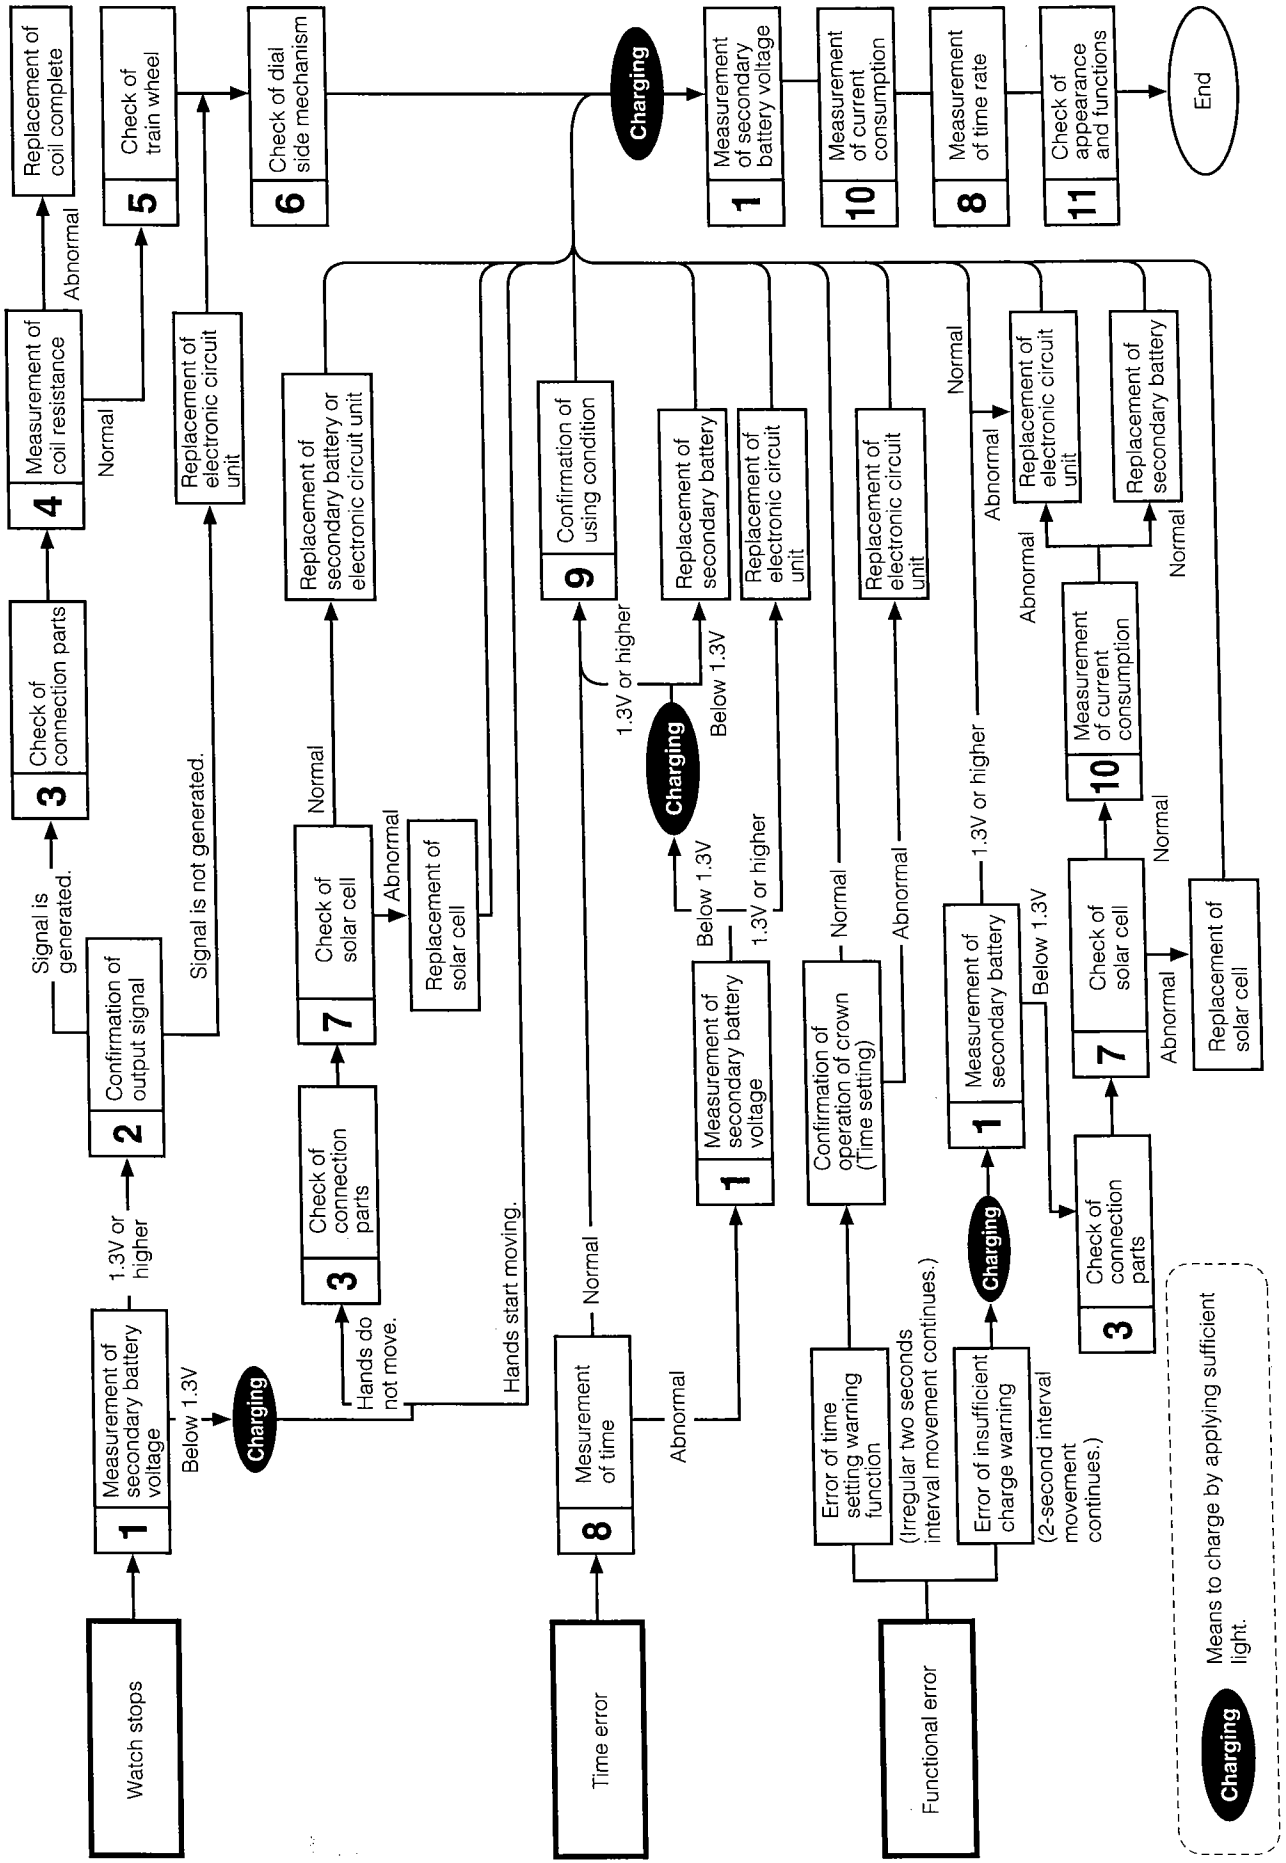 Watch stops
1
Measurement of
secondary battery
voltage
1.3V or
higher
Below 1.3V
Charging
2
Confirmation of
output signal
Signal is
generated.
Signal is not generated.
3
Check of
connection parts
4
Measurement of
coil resistance
Abnormal
Normal
Replacement of
coil complete
5
Check of
train wheel
Replacement of
electronic circuit
unit
6
Check of dial
side mechanism
Hands do
not move.
Hands start moving.
3
Check of
connection
parts
7
Check of
solar cell
Normal
Abnormal
Replacement of
secondary battery or
electronic circuit unit
Replacement of
solar cell
Time error
8
Mesurement
of time
Normal
Abnormal
1
Measurement of
secondary battery
voltage
Below 1.3V
1.3V or higher
Charging
1.3V or higher
Below 1.3V
9
Confirmation of
using condition
Replacement of
secondary battery
Replacement of
electronic circuit
unit
Functional error
Error of time
setting warning
function
(Irregular two seconds
interval movement continues.)
Confirmation of
operation of crown
(Time setting)
Normal
Abnormal
Replacement of
electronic circuit
unit
Error of insufficient
charge warning
(2-second interval
movement
continues.)
Charging
1
Measurement of
secondary battery
1.3V or higher
Below 1.3V
Normal
Abnormal
3
Check of
connection
parts
7
Check of
solar cell
Normal
Abnormal
Replacement of
solar cell
10
Measurement
of current
consumption
Abnormal
Normal
Replacement of
electronic circuit
unit
Replacement of
secondary battery
Charging
1
Measurement
of secondary
battery voltage
10
Measurement
of current
consumption
8
Measurement
of time rate
11
Check of
appearance
and functions
End
Charging
Means to charge by applying sufficient
light.